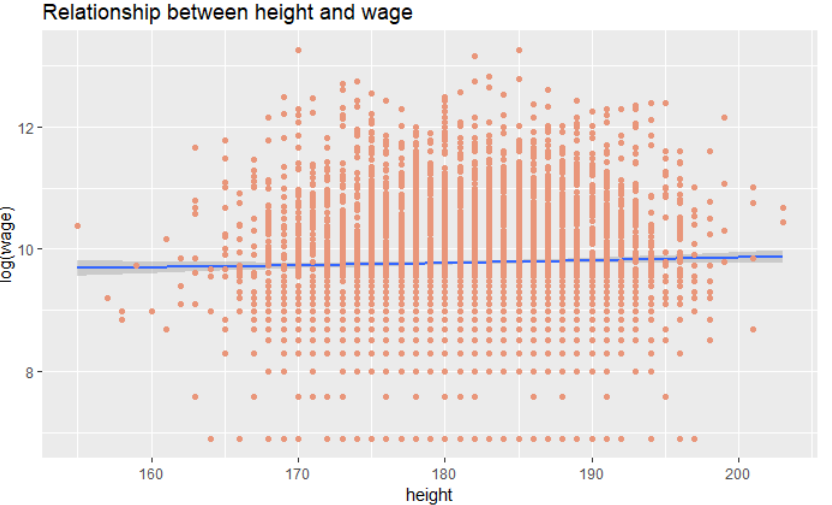 Relationship between height and wage
12
10
8
log(wage)
160 170 180 190 200
height